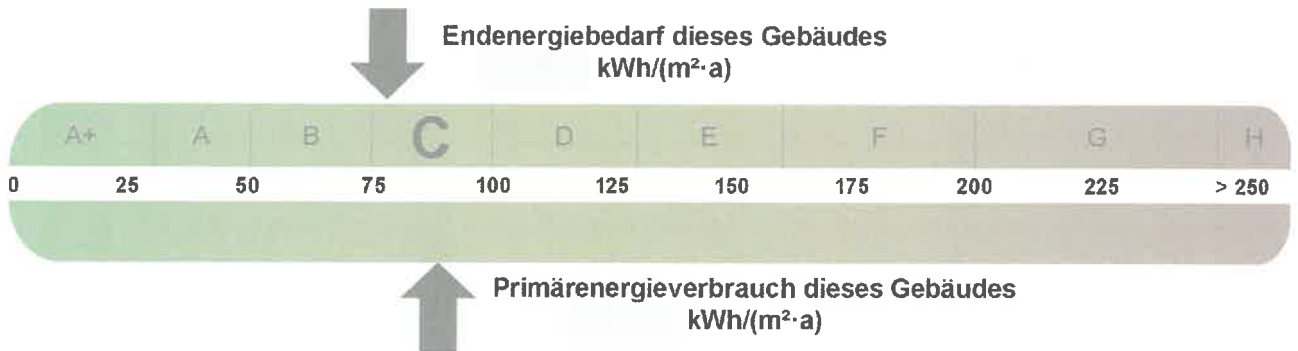 Endenergiebedarf dieses Gebäudes
kWh/(m²·a)
A+ A B C D E F G H
0 25 50 75 100 125 150 175 200 225 > 250
Primärenergieverbrauch dieses Gebäudes
kWh/(m²·a)